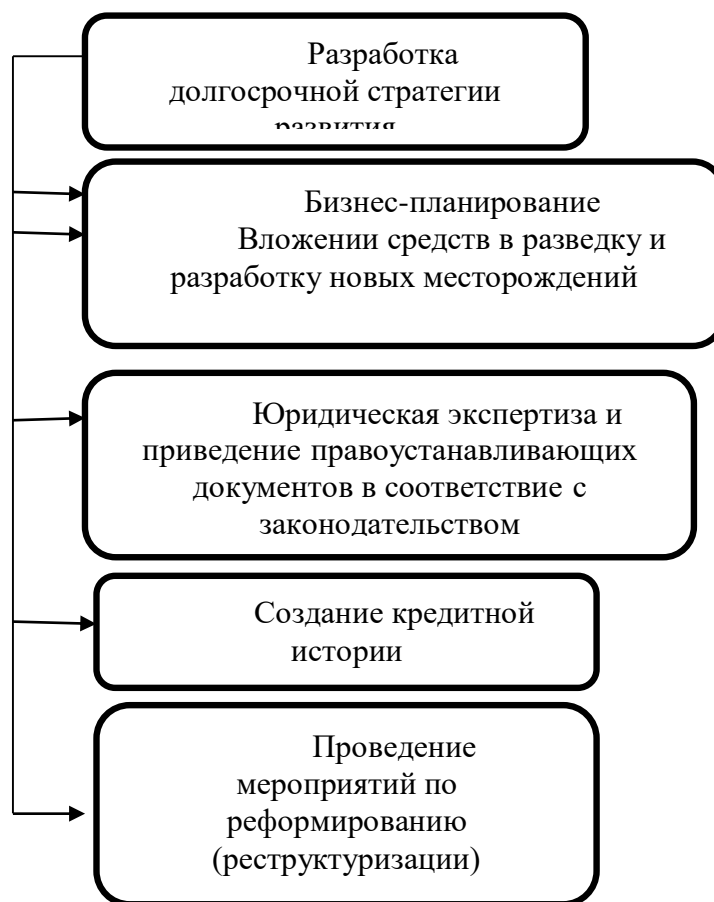 Разработка
долгосрочной стратегии
развития
Бизнес-планирование
Вложении средств в разведку и
разработку новых месторождений
Юридическая экспертиза и
приведение правоустанавливающих
документов в соответствие с
законодательством
Создание кредитной
истории
Проведение
мероприятий по
реформированию
(реструктуризации)